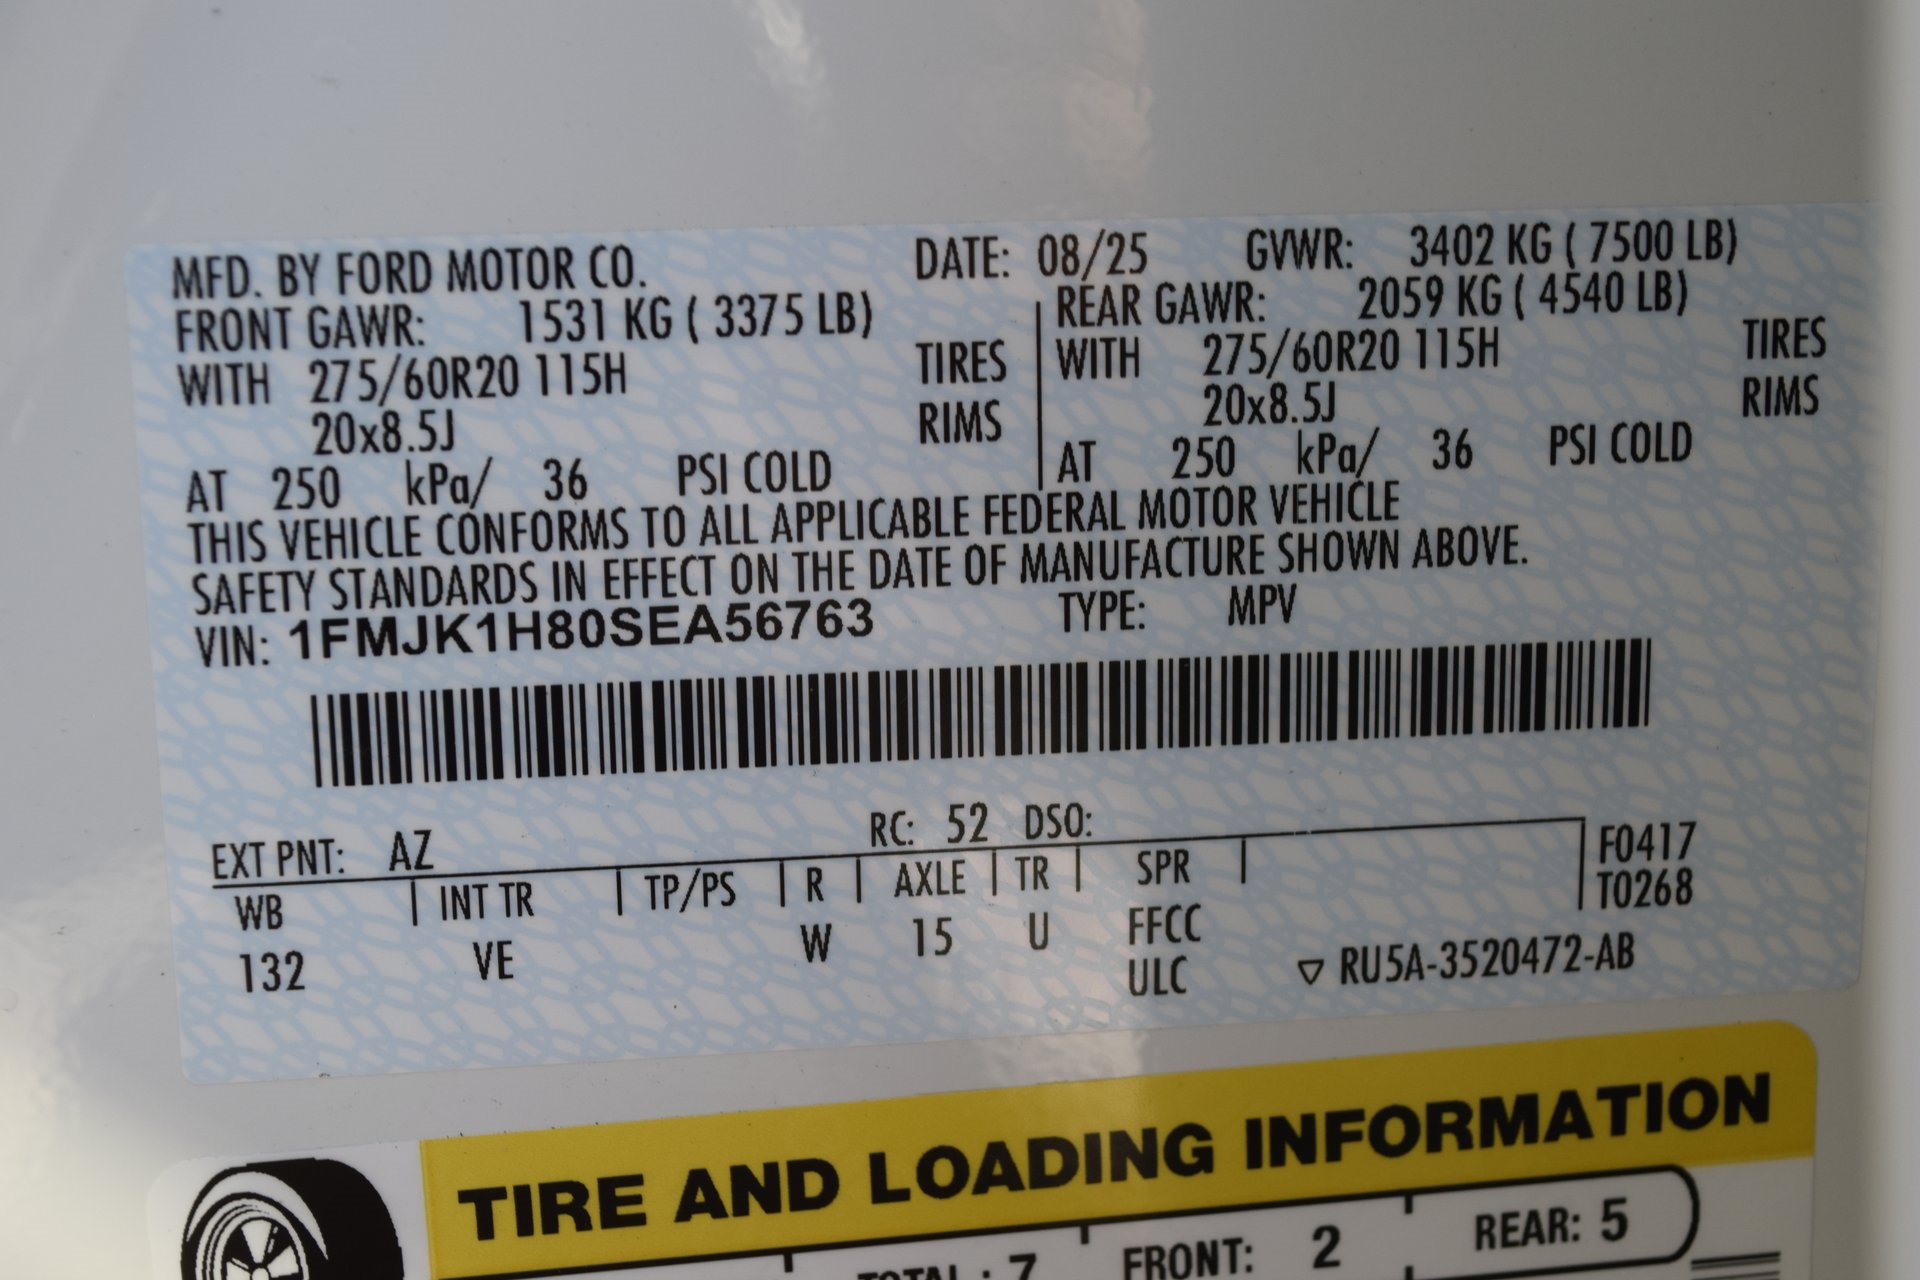 MFD. BY FORD MOTOR CO. DATE: 08/25 GVWR: 3402 KG ( 7500 LB)
FRONT GAWR: 1531 KG ( 3375 LB) REAR GAWR: 2059 KG ( 4540 LB)
WITH 275/60R20 115H TIRES WITH 275/60R20 115H TIRES
20x8.5J RIMS 20x8.5J RIMS
AT 250 kPa/ 36 PSI COLD AT 250 kPa/ 36 PSI COLD
THIS VEHICLE CONFORMS TO ALL APPLICABLE FEDERAL MOTOR VEHICLE
SAFETY STANDARDS IN EFFECT ON THE DATE OF MANUFACTURE SHOWN ABOVE.
VIN: 1FMJK1H80SEA56763 TYPE: MPV
EXT PNT: AZ RC: 52 DSO:
WB INT TR TP/PS R AXLE TR SPR F0417
T0268
132 VE W 15 U FFCC
ULC ▽ RU5A-3520472-AB
TIRE AND LOADING INFORMATION
TOTAL : 7 FRONT: 2 REAR: 5